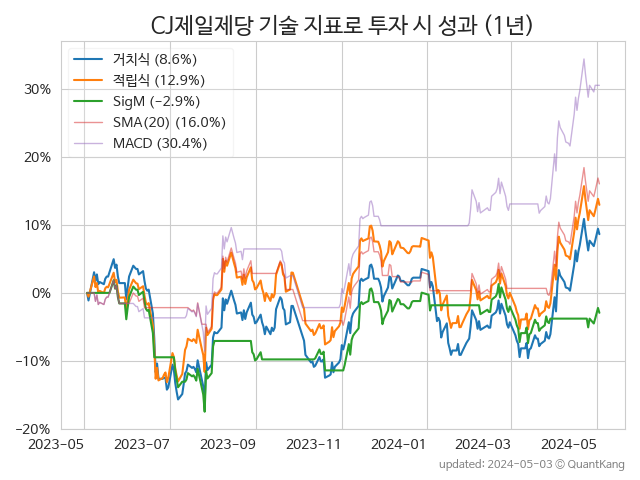 CJ제일제당 기술 지표로 투자 시 성과 (1년)
거치식 (8.6%)
적립식 (12.9%)
SigM (−2.9%)
SMA(20) (16.0%)
MACD (30.4%)
30%
20%
10%
0%
−10%
−20%
2023-05 2023-07 2023-09 2023-11 2024-01 2024-03 2024-05
updated: 2024-05-03 ⓒ QuantKang